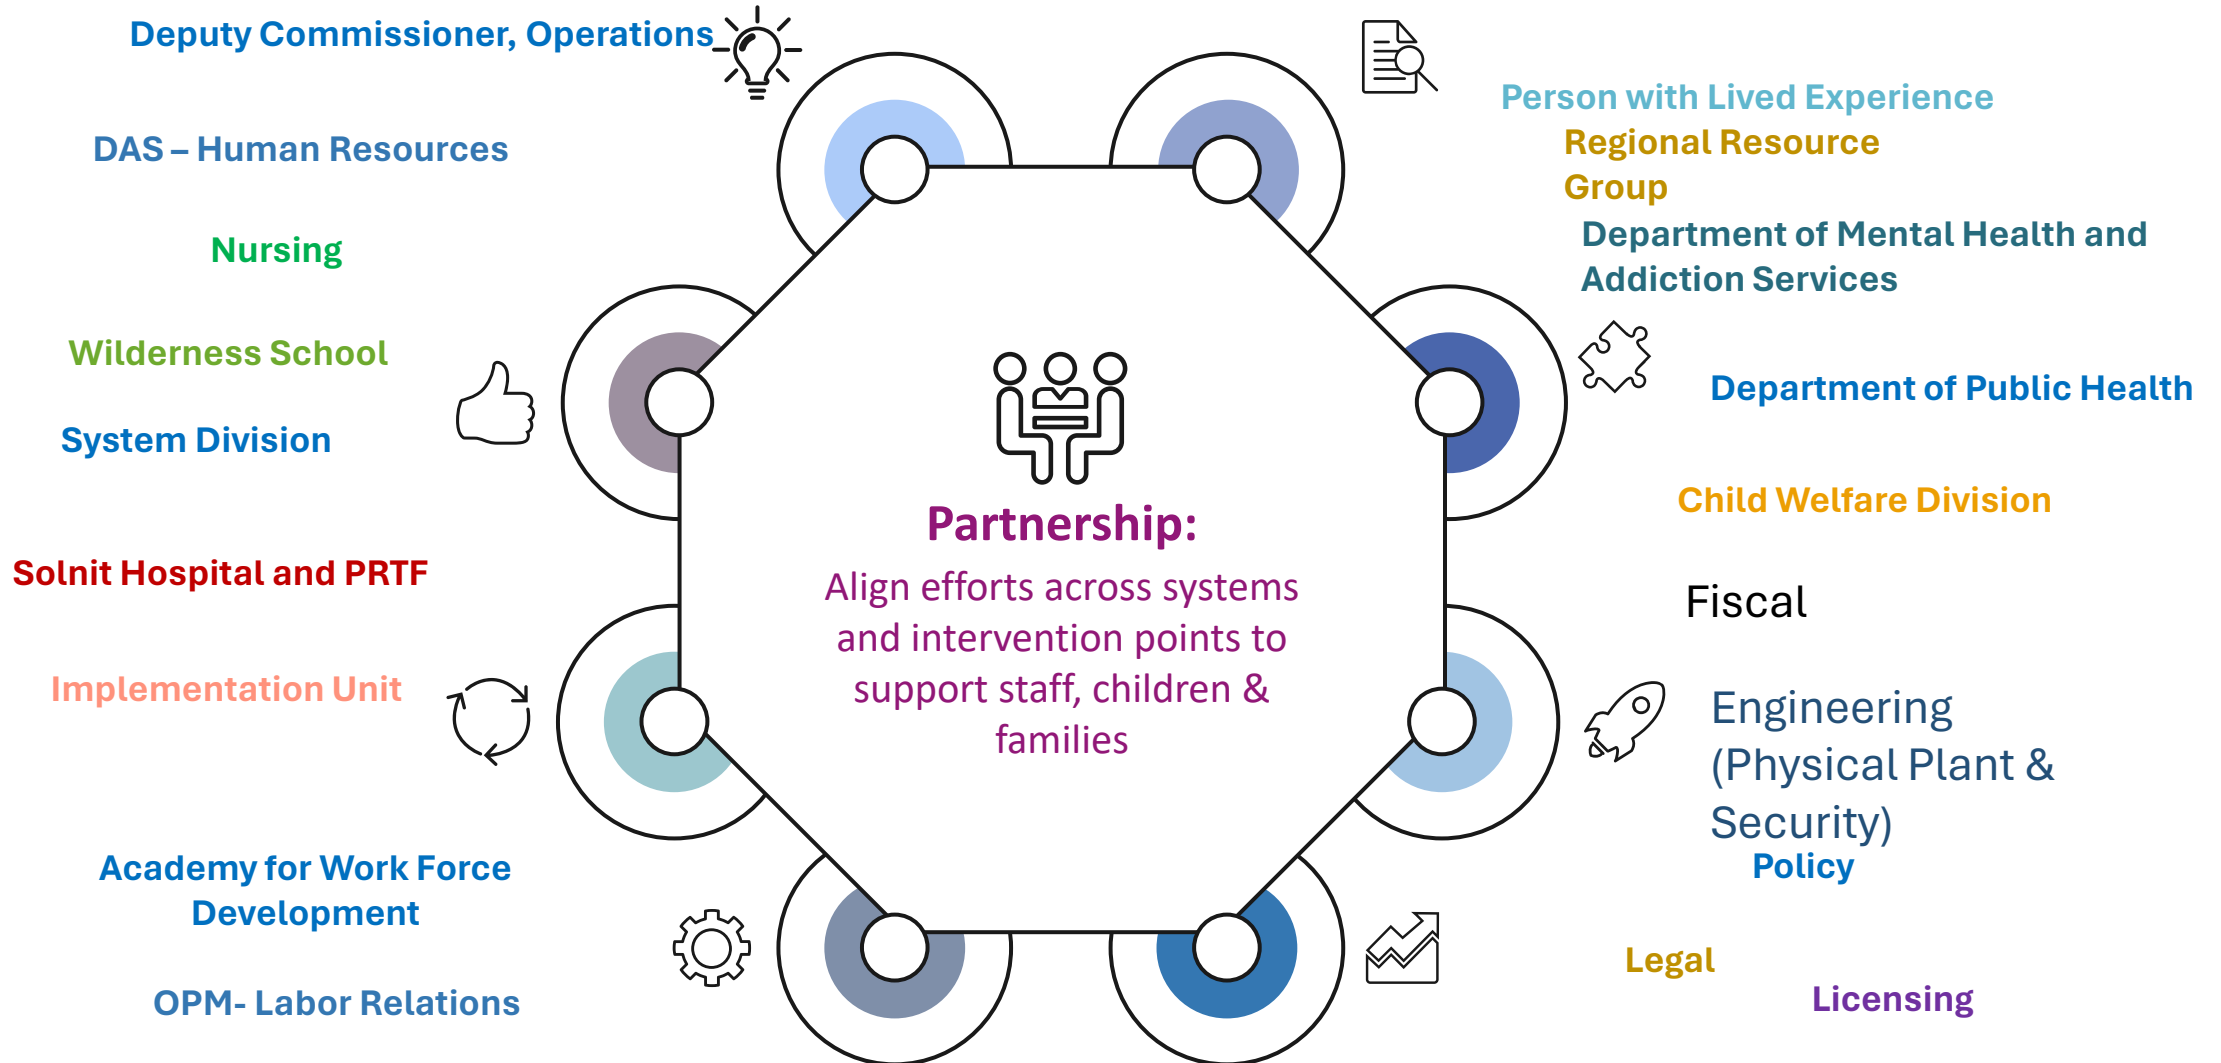 Deputy Commissioner, Operations
DAS – Human Resources
Nursing
Wilderness School
System Division
Solnit Hospital and PRTF
Implementation Unit
Academy for Work Force
Development
OPM- Labor Relations
Partnership:
Align efforts across systems
and intervention points to
support staff, children &
families
Person with Lived Experience
Regional Resource
Group
Department of Mental Health and
Addiction Services
Department of Public Health
Child Welfare Division
Fiscal
Engineering
(Physical Plant &
Security)
Policy
Legal
Licensing